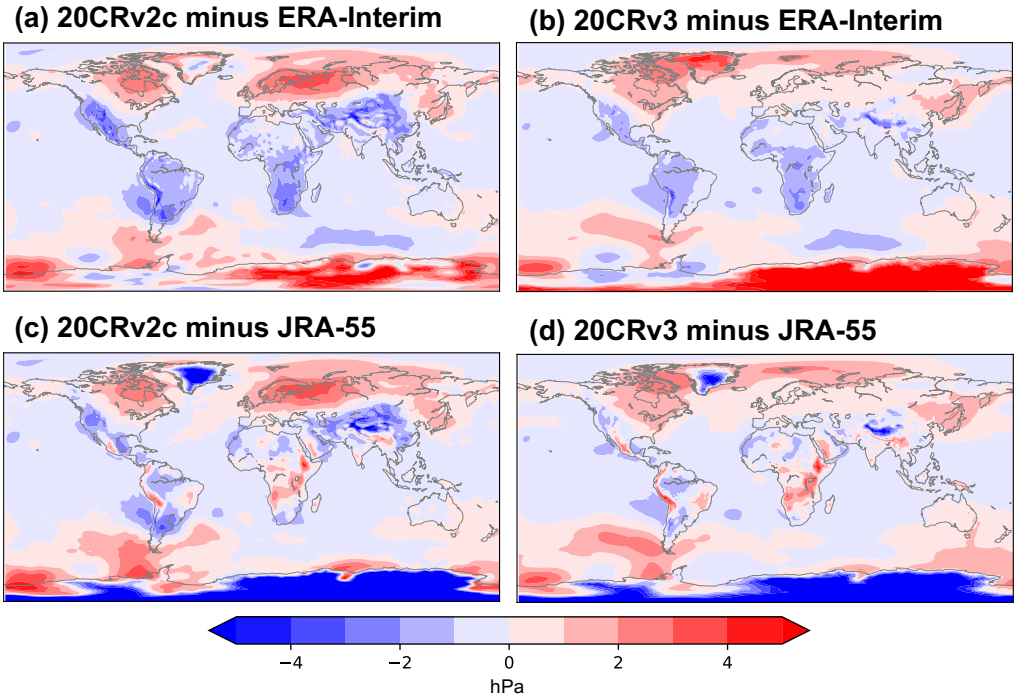 (a) 20CRv2c minus ERA-Interim
(b) 20CRv3 minus ERA-Interim
(c) 20CRv2c minus JRA-55
(d) 20CRv3 minus JRA-55
−4 −2 0 2 4
hPa